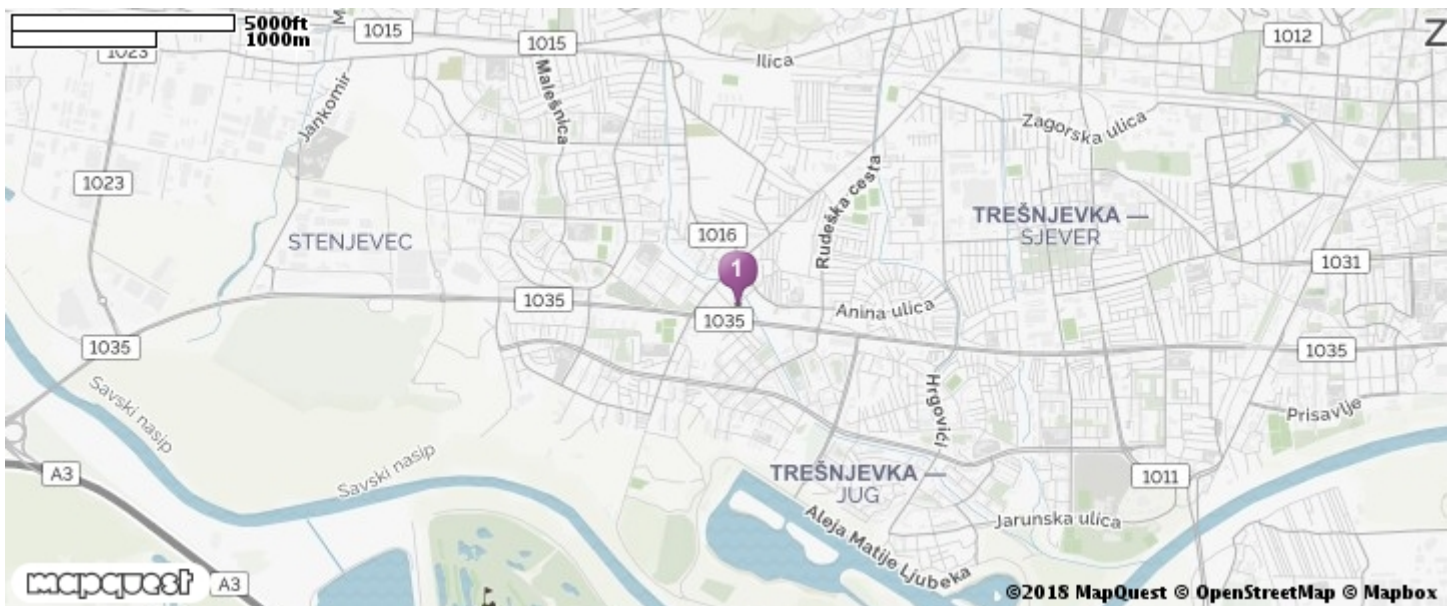 5000ft
1000m
1023
1015
1015
Ilica
1012
Z
Jankomir
Malešnica
Zagorska ulica
1023
Rudeška cesta
TREŠNJEVKA —
SJEVER
STENJEVEC
1016
1
1031
1035
Anina ulica
1035
1035
1035
Savski nasip
Hrgovići
Prisavlje
A3
Savski nasip
TREŠNJEVKA —
JUG
1011
Aleja Matije Ljubeka
Jarunska ulica
mapquest
A3
©2018 MapQuest © OpenStreetMap © Mapbox